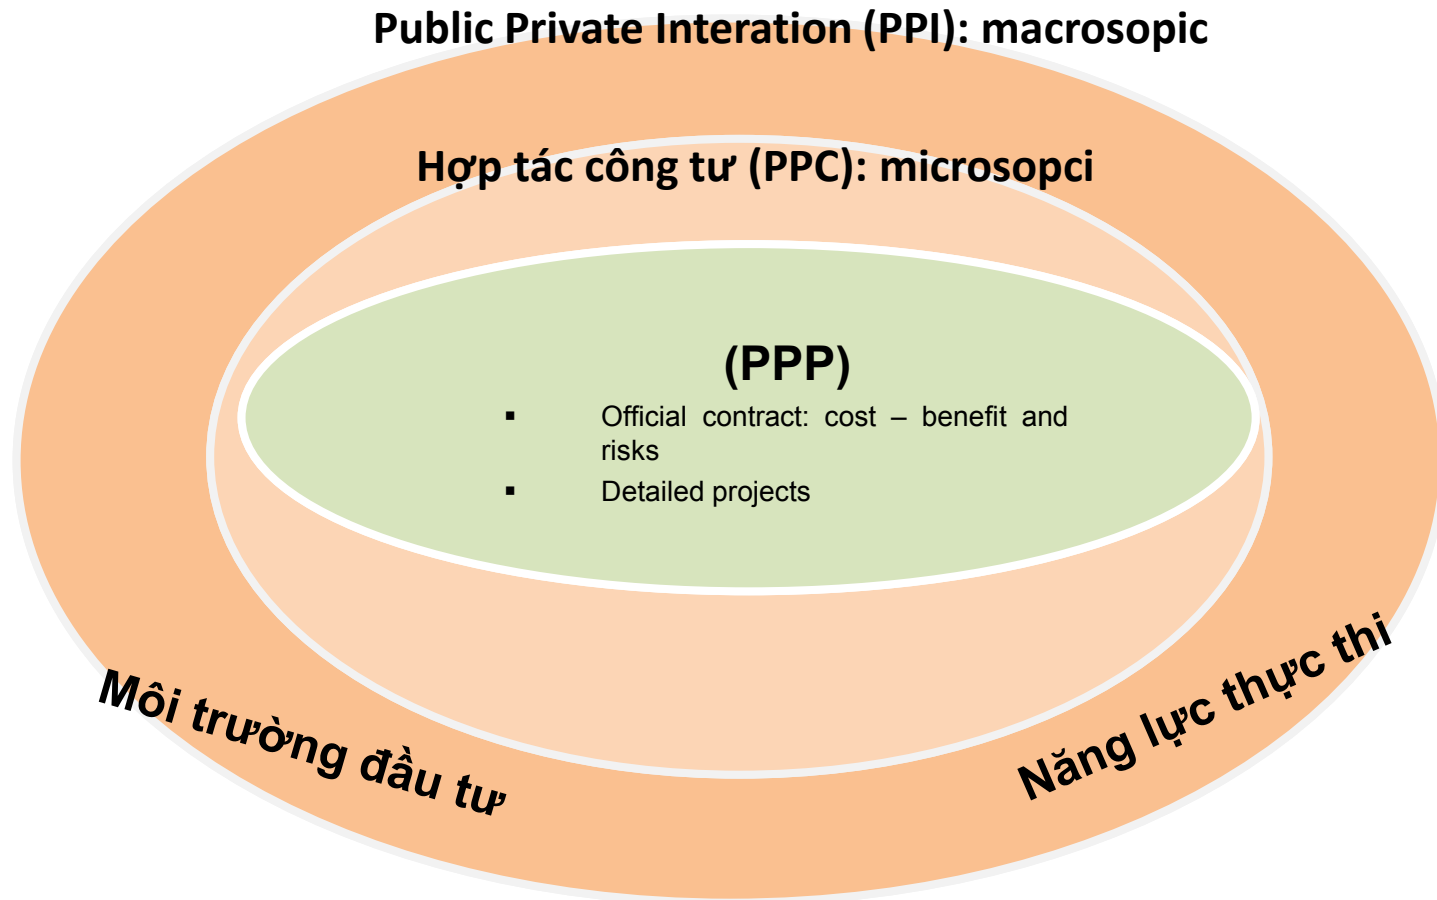 Public Private Interation (PPI): macrosopic
Hợp tác công tư (PPC): microsopci
(PPP)
▪ Official contract: cost – benefit and
risks
▪ Detailed projects
Môi trường đầu tư
Năng lực thực thi